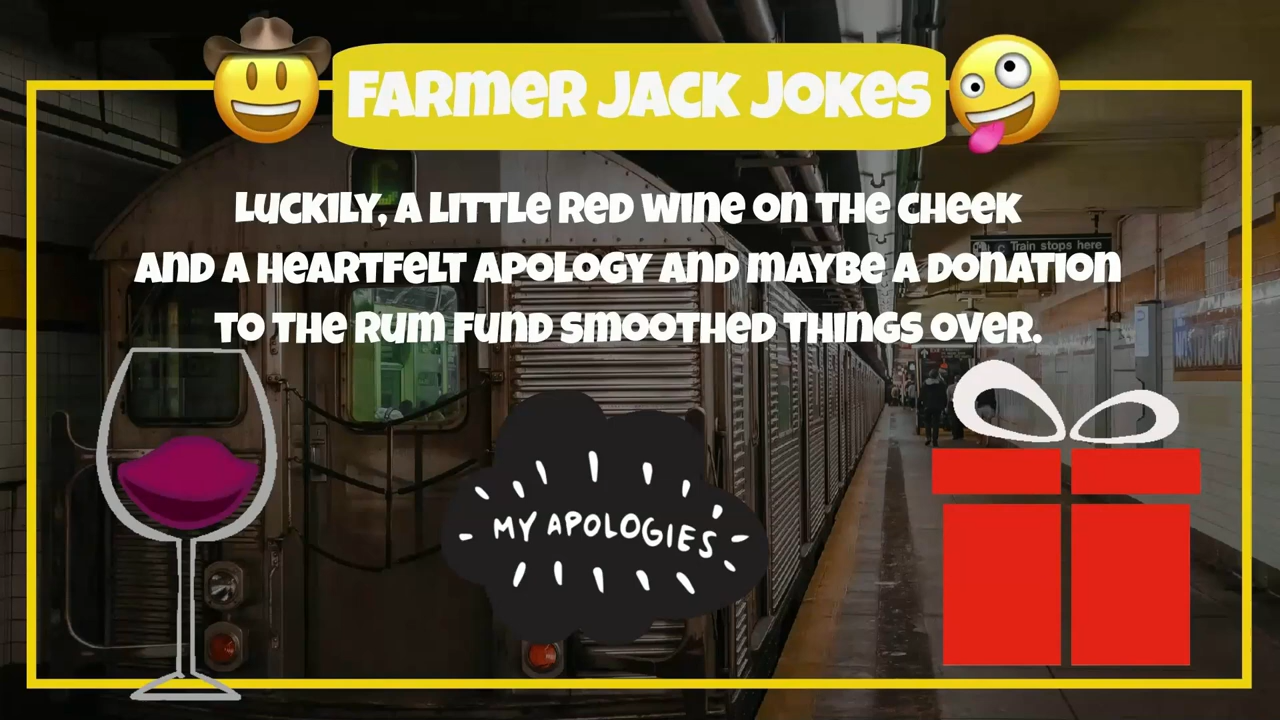 FARMER JACK JOKES
LUCKILY, A LITTLE RED WINE ON THE CHEEK
AND A HEARTFELT APOLOGY AND MAYBE A DONATION
TO THE RUM FUND SMOOTHED THINGS OVER.
C
Train stops here
MY APOLOGIES